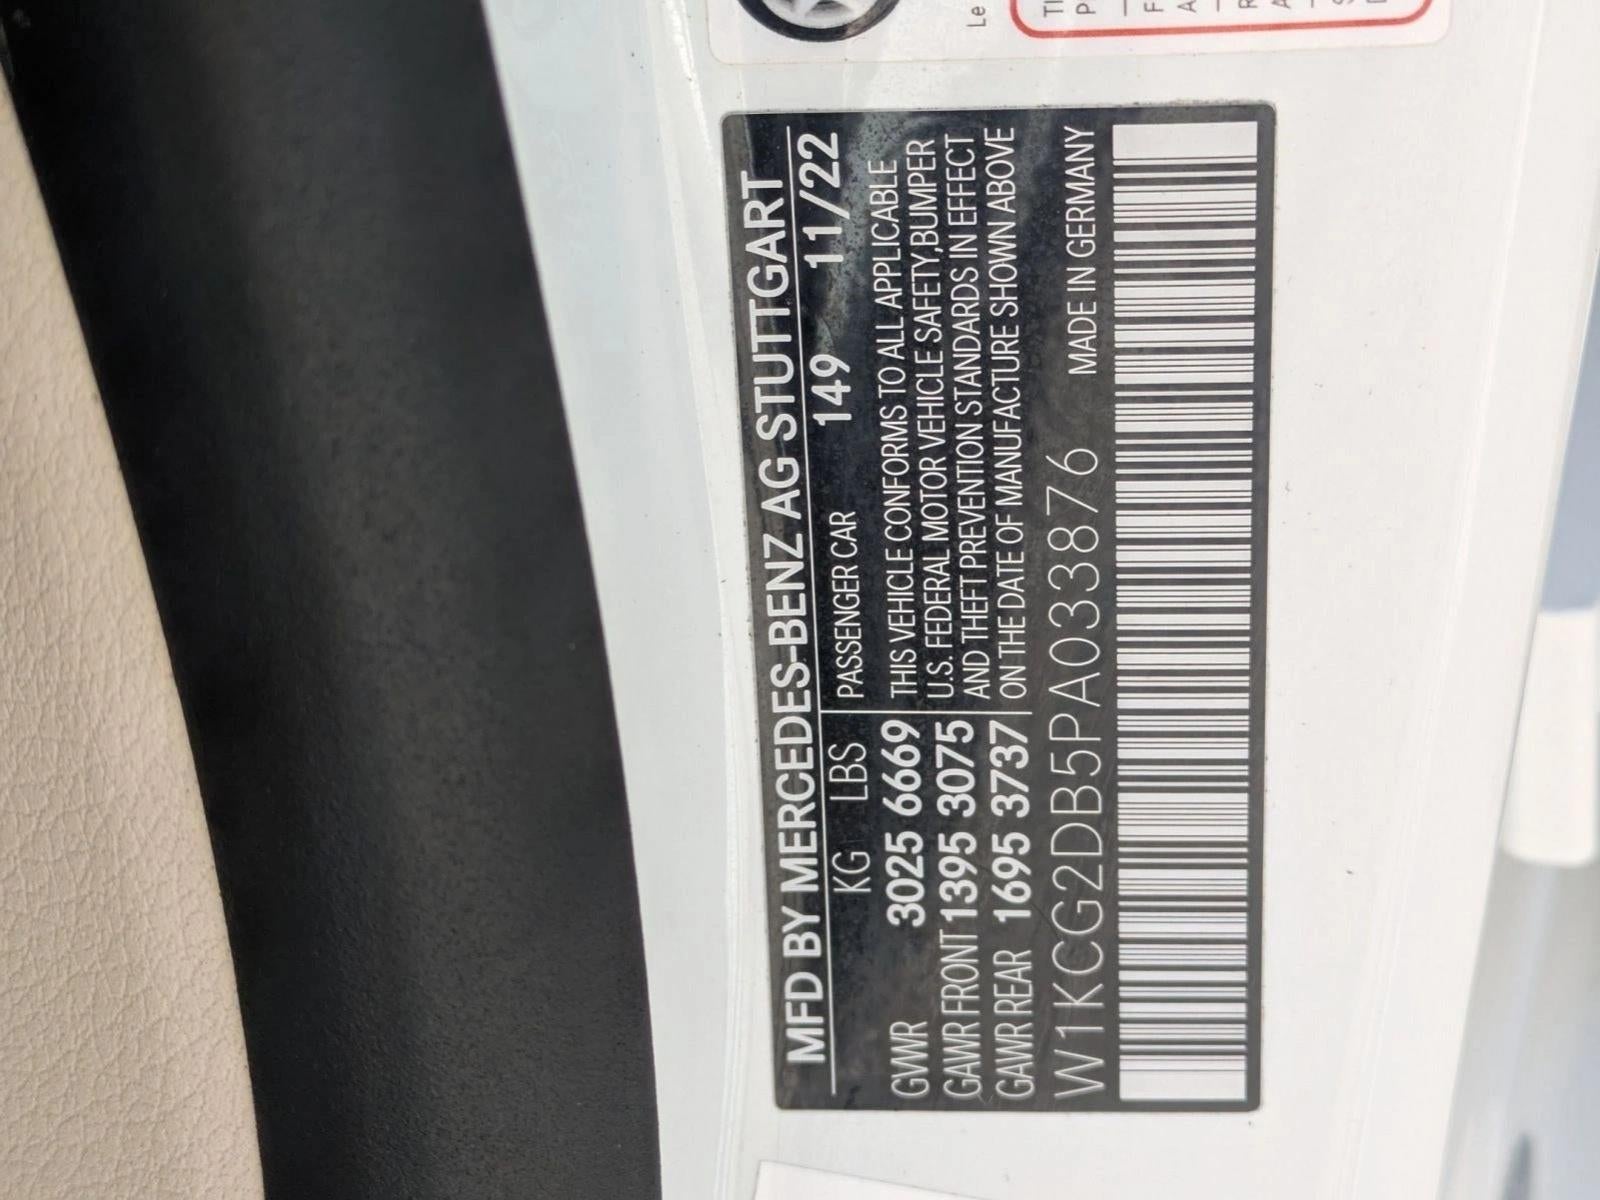 Le
MFD BY MERCEDES-BENZ AG STUTTGART
KG LBS PASSENGER CAR 149 11/22
GVWR 3025 6669 THIS VEHICLE CONFORMS TO ALL APPLICABLE
GAWR FRONT 1395 3075 U.S. FEDERAL MOTOR VEHICLE SAFETY,BUMPER
AND THEFT PREVENTION STANDARDS IN EFFECT
GAWR REAR 1695 3737 ON THE DATE OF MANUFACTURE SHOWN ABOVE
W1KCG2DB5PA033876 MADE IN GERMANY